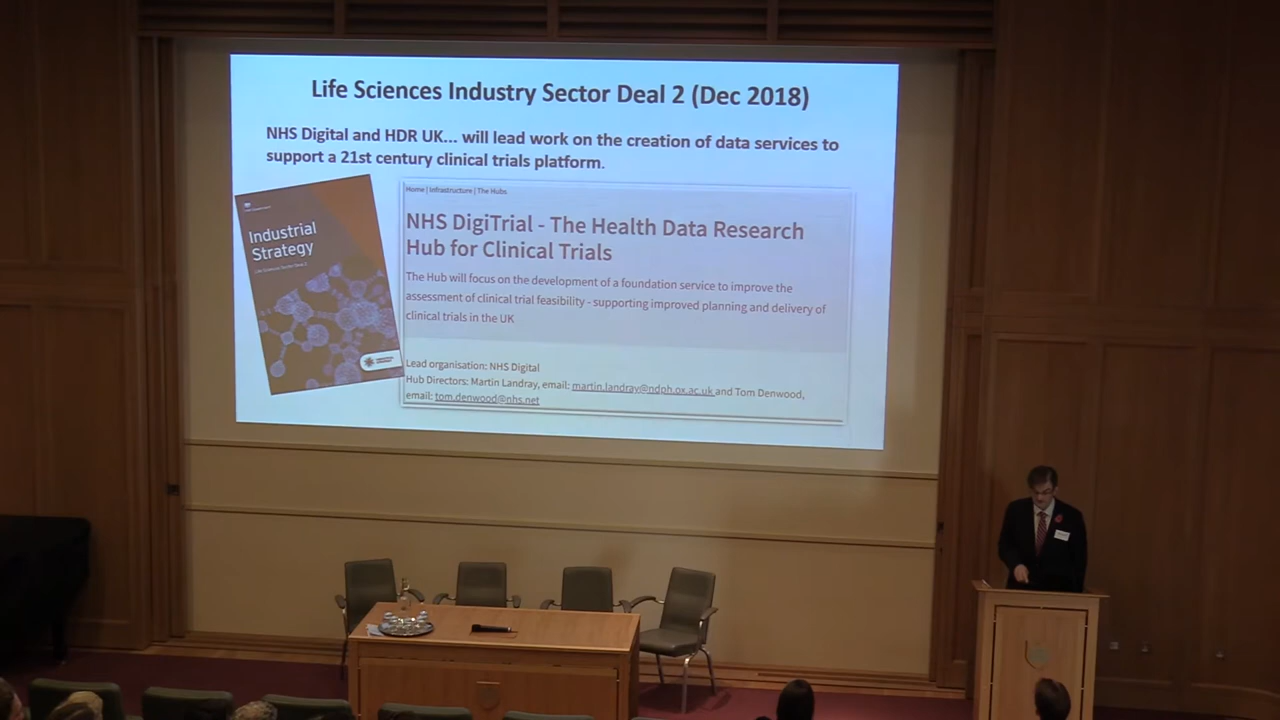 Life Sciences Industry Sector Deal 2 (Dec 2018)
NHS Digital and HDR UK... will lead work on the creation of data services to
support a 21st century clinical trials platform.
Industrial
Strategy
Life Sciences Sector Deal 2
Home | Infrastructure | The Hubs
NHS DigiTrial - The Health Data Research
Hub for Clinical Trials
The Hub will focus on the development of a foundation service to improve the
assessment of clinical trial feasibility - supporting improved planning and delivery of
clinical trials in the UK
Lead organisation: NHS Digital
Hub Directors: Martin Landray, email: martin.landray@ndph.ox.ac.uk and Tom Denwood,
email: tom.denwood@nhs.net